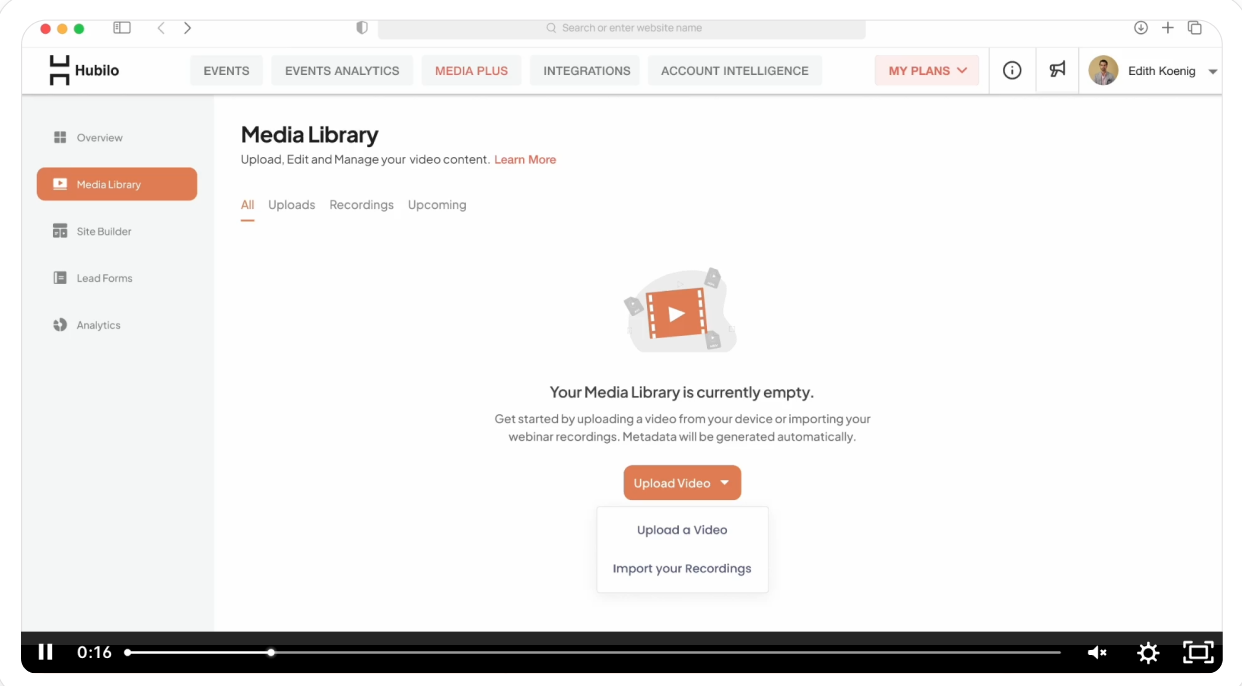 Search or enter website name
Hubilo
EVENTS
EVENTS ANALYTICS
MEDIA PLUS
INTEGRATIONS
ACCOUNT INTELLIGENCE
MY PLANS
Edith Koenig
Overview
Media Library
Site Builder
Lead Forms
Analytics
Media Library
Upload, Edit and Manage your video content. Learn More
All Uploads Recordings Upcoming
Your Media Library is currently empty.
Get started by uploading a video from your device or importing your
webinar recordings. Metadata will be generated automatically.
Upload Video
Upload a Video
Import your Recordings
0:16